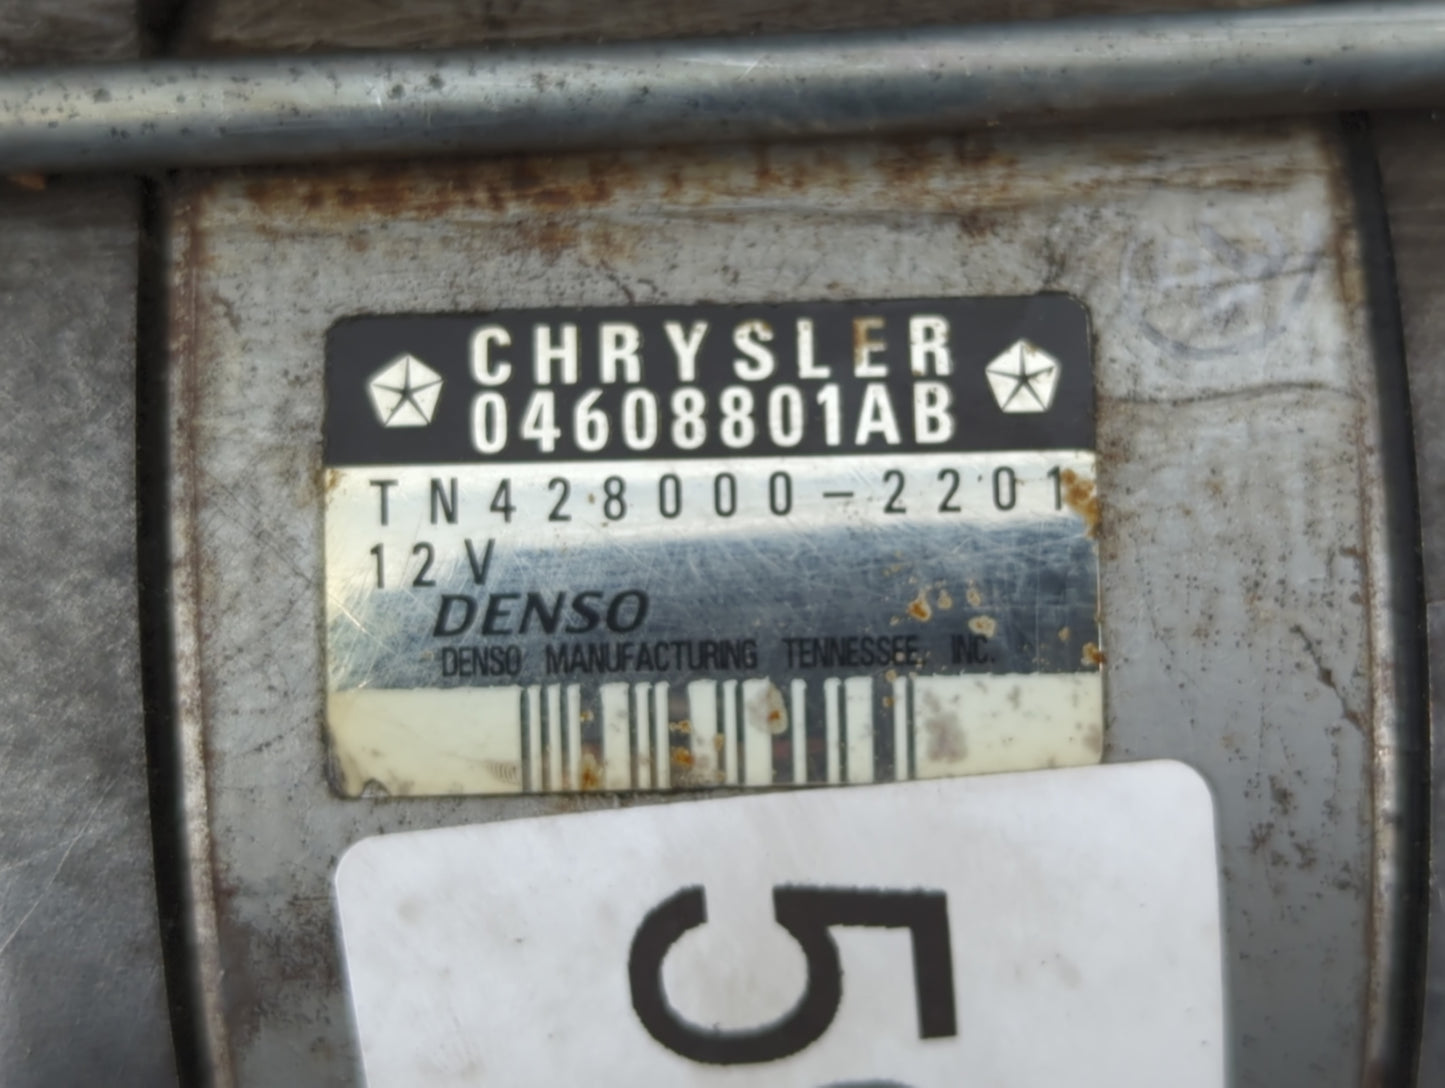 CHRYSLER
04608801AB
TN428000-2201
12V
DENSO
DENSO MANUFACTURING TENNESSEE, INC.
5